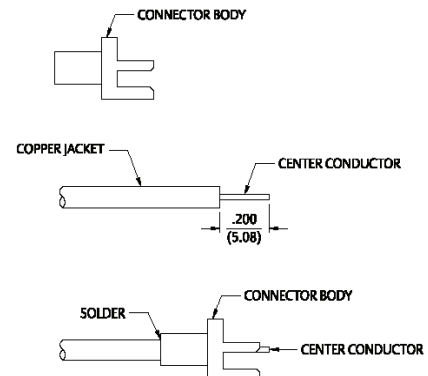 CONNECTOR BODY
COPPER JACKET
CENTER CONDUCTOR
.200
(5.08)
CONNECTOR BODY
SOLDER
CENTER CONDUCTOR